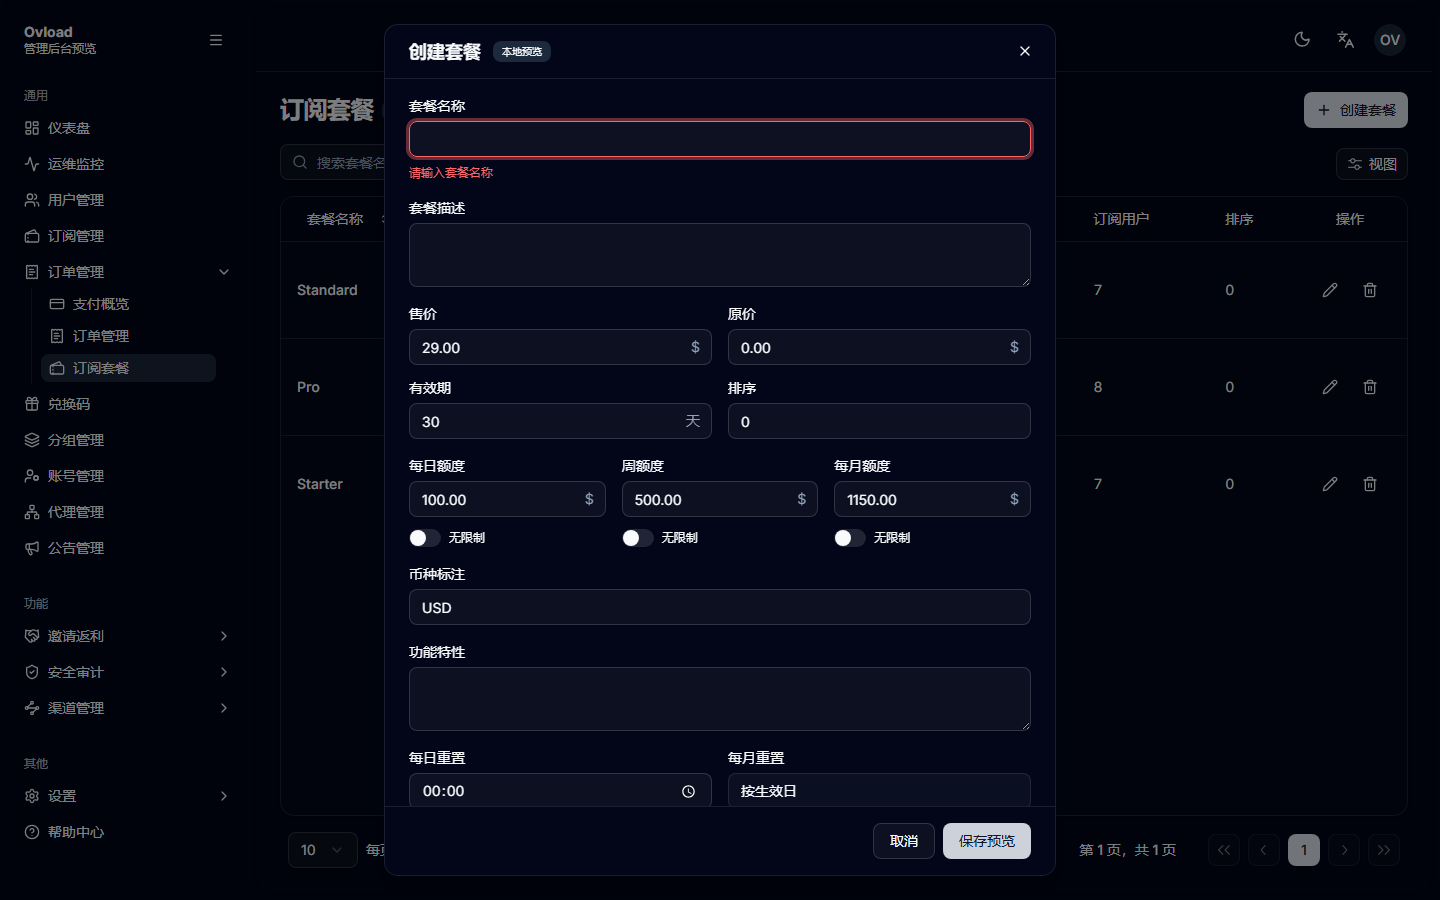 Ovload
管理后台预览
通用
仪表盘
运维监控
用户管理
订阅管理
订单管理
支付概览
订单管理
订阅套餐
兑换码
分组管理
账号管理
代理管理
公告管理
功能
邀请返利
安全审计
渠道管理
其他
设置
帮助中心
OV
订阅套餐
创建套餐
搜索套餐名
视图
套餐名称
订阅用户
排序
操作
Standard
7
0
Pro
8
0
Starter
7
0
10
每页
第 1 页，共 1 页
1
创建套餐
本地预览
套餐名称
请输入套餐名称
套餐描述
售价
原价
29.00
$
0.00
$
有效期
排序
30
天
0
每日额度
周额度
每月额度
100.00
$
500.00
$
1150.00
$
无限制
无限制
无限制
币种标注
USD
功能特性
每日重置
每月重置
00:00
按生效日
取消
保存预览